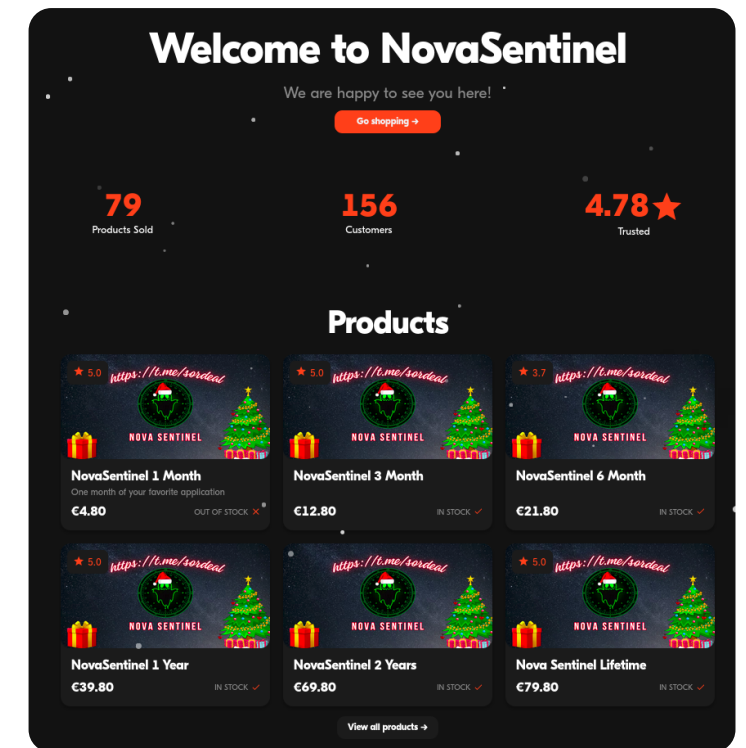 Welcome to NovaSentinel
We are happy to see you here!
Go shopping →
79
Products Sold
156
Customers
4.78★
Trusted
Products
★ 5.0
https://t.me/sordeal
NOVA SENTINEL
NovaSentinel 1 Month
One month of your favorite application
€4.80
OUT OF STOCK ✕
★ 5.0
https://t.me/sordeal
NOVA SENTINEL
NovaSentinel 3 Month
€12.80
IN STOCK ✓
★ 3.7
https://t.me/sordeal
NOVA SENTINEL
NovaSentinel 6 Month
€21.80
IN STOCK ✓
★ 5.0
https://t.me/sordeal
NOVA SENTINEL
NovaSentinel 1 Year
€39.80
IN STOCK ✓
https://t.me/sordeal
NOVA SENTINEL
NovaSentinel 2 Years
€69.80
IN STOCK ✓
★ 5.0
https://t.me/sordeal
NOVA SENTINEL
Nova Sentinel Lifetime
€79.80
IN STOCK ✓
View all products →